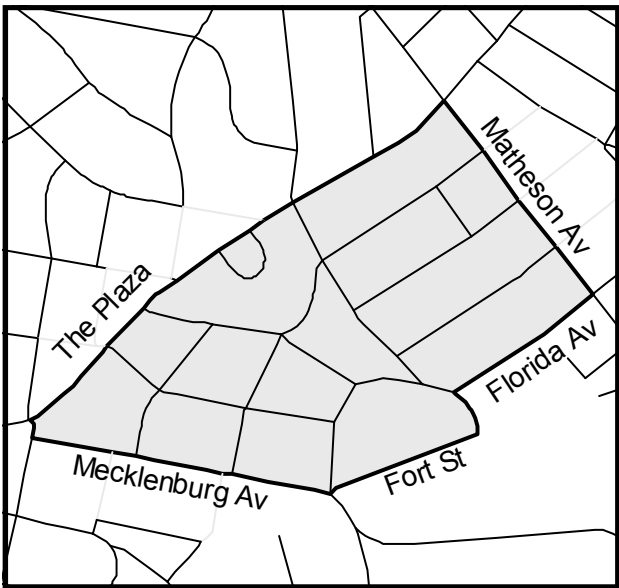 Matheson Av
The Plaza
Florida Av
Fort St
Mecklenburg Av